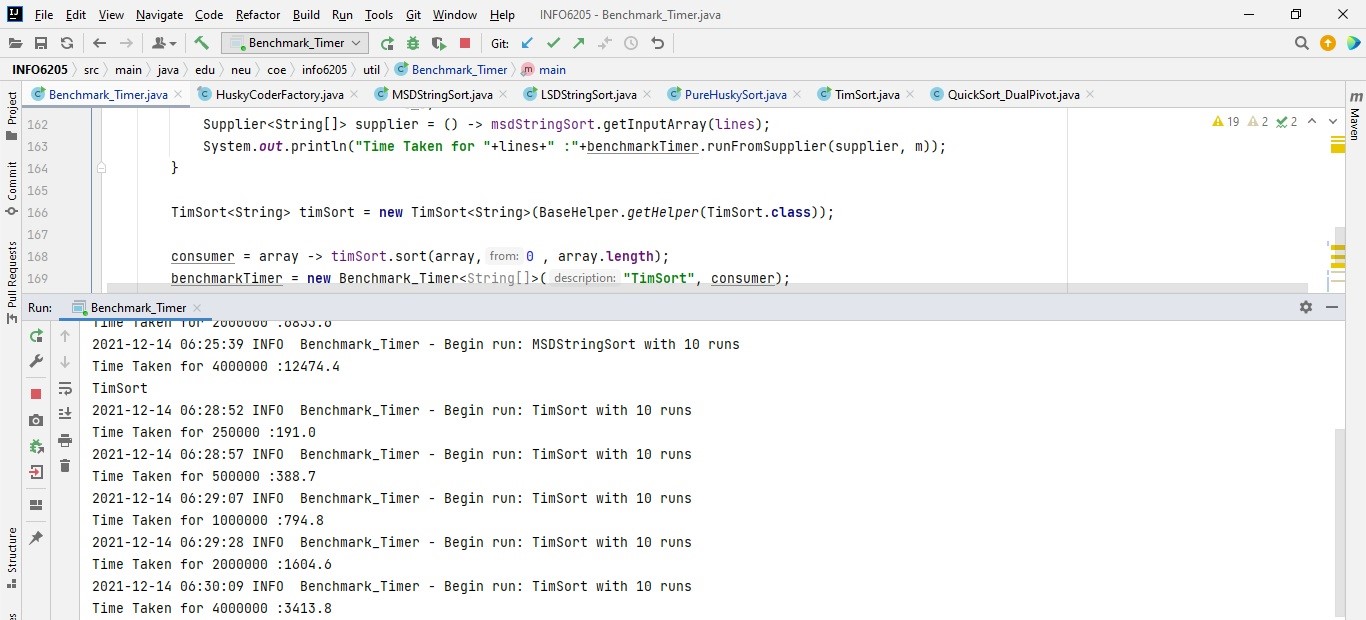 File Edit View Navigate Code Refactor Build Run Tools Git Window Help INFO6205 - Benchmark_Timer.java
Benchmark_Timer Git:
INFO6205 src main java edu neu coe info6205 util Benchmark_Timer main
Benchmark_Timer.java HuskyCoderFactory.java MSDStringSort.java LSDStringSort.java PureHuskySort.java TimSort.java QuickSort_DualPivot.java
Project
Commit
Pull Requests
Structure
Maven
19 2 2
162 Supplier<String[]> supplier = () -> msdStringSort.getInputArray(lines);
163 System.out.println("Time Taken for "+lines+" :"+benchmarkTimer.runFromSupplier(supplier, m));
164 }
165
166 TimSort<String> timSort = new TimSort<String>(BaseHelper.getHelper(TimSort.class));
167
168 consumer = array -> timSort.sort(array, from: 0 , array.length);
169 benchmarkTimer = new Benchmark_Timer<String[]>( description: "TimSort", consumer);
Run: Benchmark_Timer
Time Taken for 2000000 :6833.6
2021-12-14 06:25:39 INFO  Benchmark_Timer - Begin run: MSDStringSort with 10 runs
Time Taken for 4000000 :12474.4
TimSort
2021-12-14 06:28:52 INFO  Benchmark_Timer - Begin run: TimSort with 10 runs
Time Taken for 250000 :191.0
2021-12-14 06:28:57 INFO  Benchmark_Timer - Begin run: TimSort with 10 runs
Time Taken for 500000 :388.7
2021-12-14 06:29:07 INFO  Benchmark_Timer - Begin run: TimSort with 10 runs
Time Taken for 1000000 :794.8
2021-12-14 06:29:28 INFO  Benchmark_Timer - Begin run: TimSort with 10 runs
Time Taken for 2000000 :1604.6
2021-12-14 06:30:09 INFO  Benchmark_Timer - Begin run: TimSort with 10 runs
Time Taken for 4000000 :3413.8